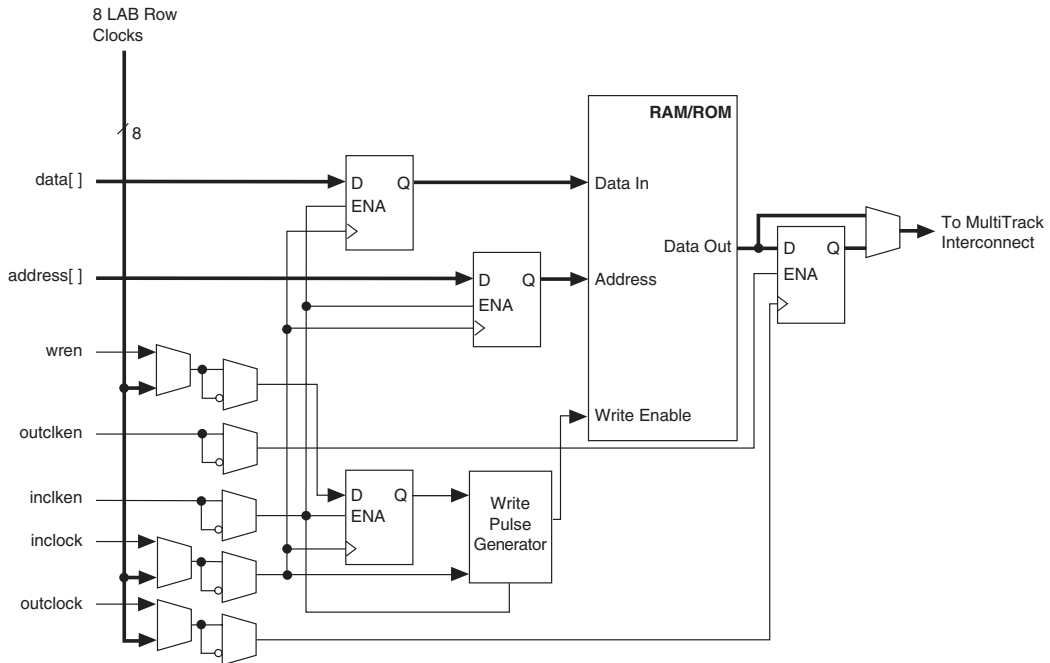 8 LAB Row
Clocks
8
RAM/ROM
data[ ]
D Q
ENA
Data In
address[ ]
D Q
ENA
Address
Data Out
D Q
ENA
To MultiTrack
Interconnect
wren
Write Enable
outclken
inclken
D Q
ENA
Write
Pulse
Generator
inclock
outclock